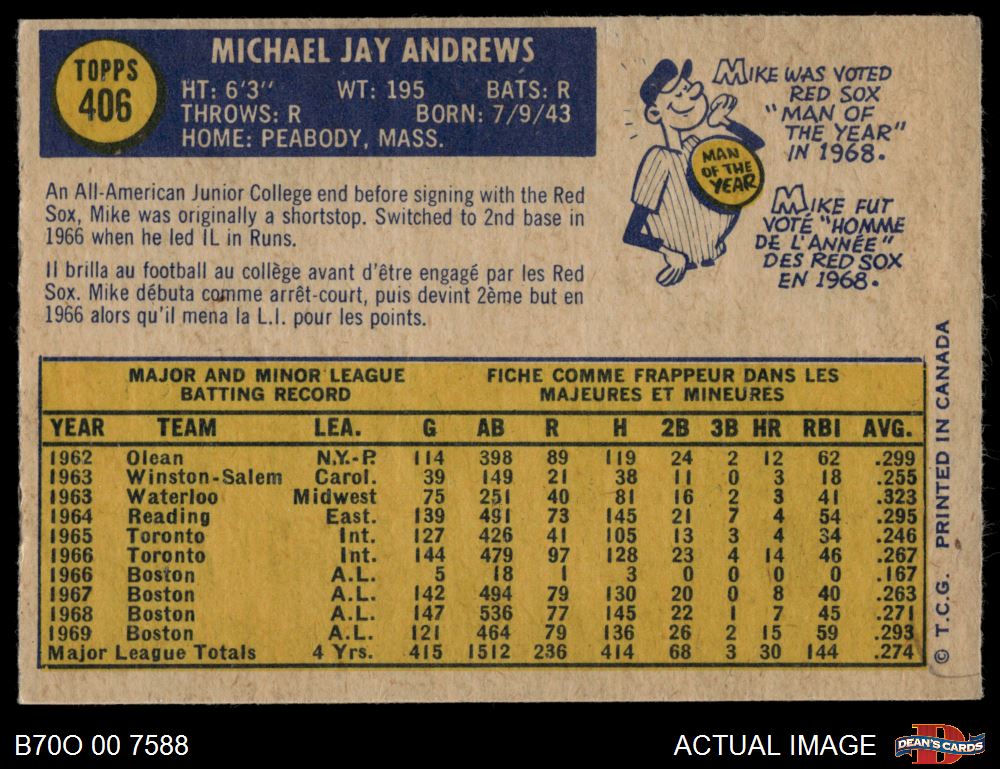 TOPPS
406
MICHAEL JAY ANDREWS
HT: 6'3" WT: 195 BATS: R
THROWS: R BORN: 7/9/43
HOME: PEABODY, MASS.
MIKE WAS VOTED
RED SOX
"MAN OF
THE YEAR"
IN 1968.
MAN
OF THE
YEAR
MIKE FUT
VOTÉ "HOMME
DE L'ANNÉE"
DES RED SOX
EN 1968.
An All-American Junior College end before signing with the Red
Sox, Mike was originally a shortstop. Switched to 2nd base in
1966 when he led IL in Runs.
Il brilla au football au collège avant d'être engagé par les Red
Sox. Mike débuta comme arrêt-court, puis devint 2ème but en
1966 alors qu'il mena la L.I. pour les points.
MAJOR AND MINOR LEAGUE
BATTING RECORD
FICHE COMME FRAPPEUR DANS LES
MAJEURES ET MINEURES
YEAR TEAM LEA. G AB R H 2B 3B HR RBI AVG.
1962 Olean N.Y.-P. 114 398 89 119 24 2 12 62 .299
1963 Winston-Salem Carol. 39 149 21 38 11 0 3 18 .255
1963 Waterloo Midwest 75 251 40 81 16 2 3 41 .323
1964 Reading East. 139 491 73 145 21 7 4 54 .295
1965 Toronto Int. 127 426 41 105 13 3 4 34 .246
1966 Toronto Int. 144 479 97 128 23 4 14 46 .267
1966 Boston A.L. 5 18 1 3 0 0 0 0 .167
1967 Boston A.L. 142 494 79 130 20 0 8 40 .263
1968 Boston A.L. 147 536 77 145 22 1 7 45 .271
1969 Boston A.L. 121 464 79 136 26 2 15 59 .293
Major League Totals 4 Yrs. 415 1512 236 414 68 3 30 144 .274
© T.C.G. PRINTED IN CANADA
B70O 00 7588
ACTUAL IMAGE
D
DEAN'S CARDS